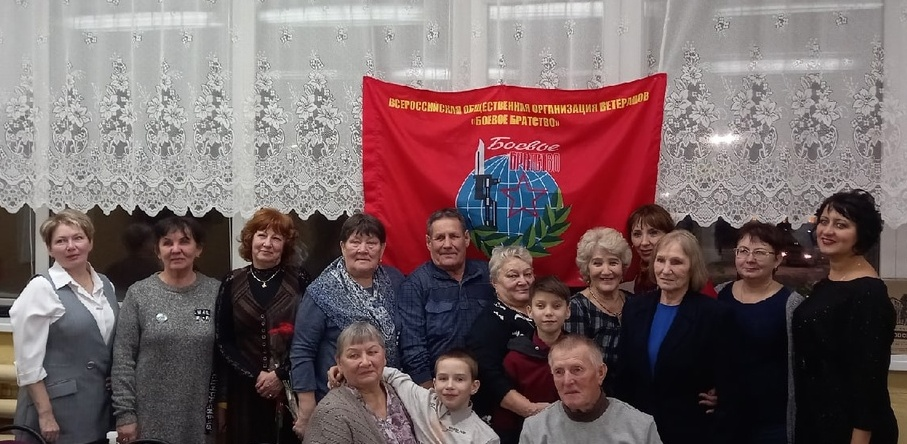 ВСЕРОССИЙСКАЯ ОБЩЕСТВЕННАЯ ОРГАНИЗАЦИЯ ВЕТЕРАНОВ
«БОЕВОЕ БРАТСТВО»
Боевое
БРАТСТВО